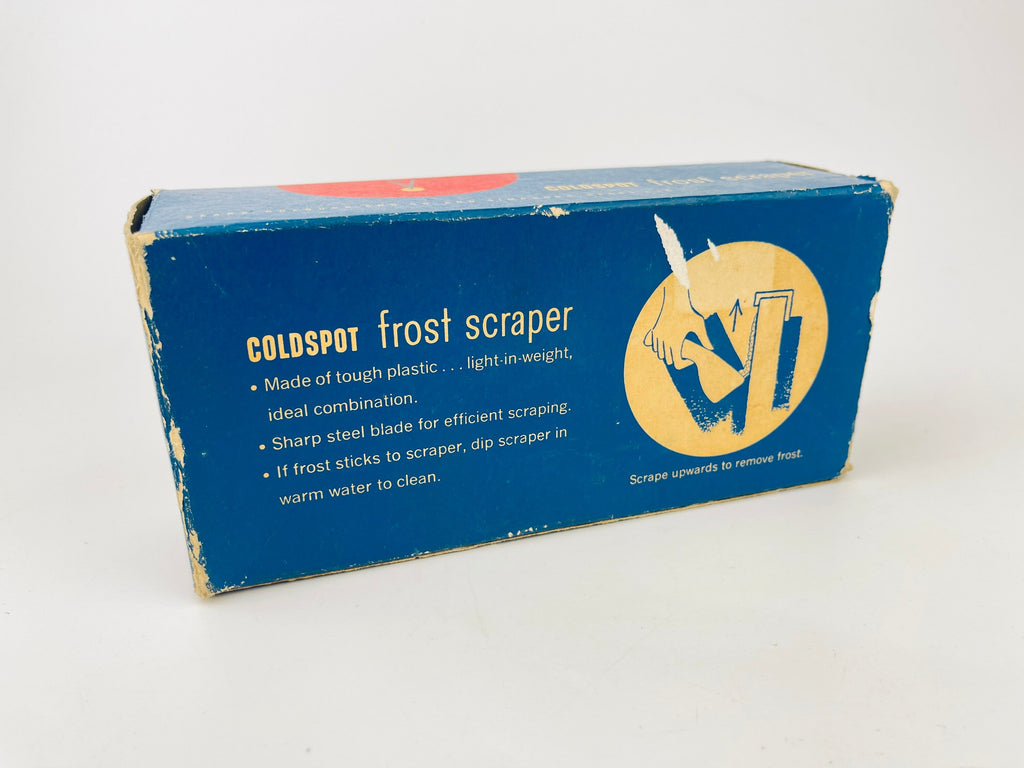 COLDSPOT frost scraper
COLDSPOT frost scraper
• Made of tough plastic . . . light-in-weight,
ideal combination.
• Sharp steel blade for efficient scraping.
• If frost sticks to scraper, dip scraper in
warm water to clean.
Scrape upwards to remove frost.